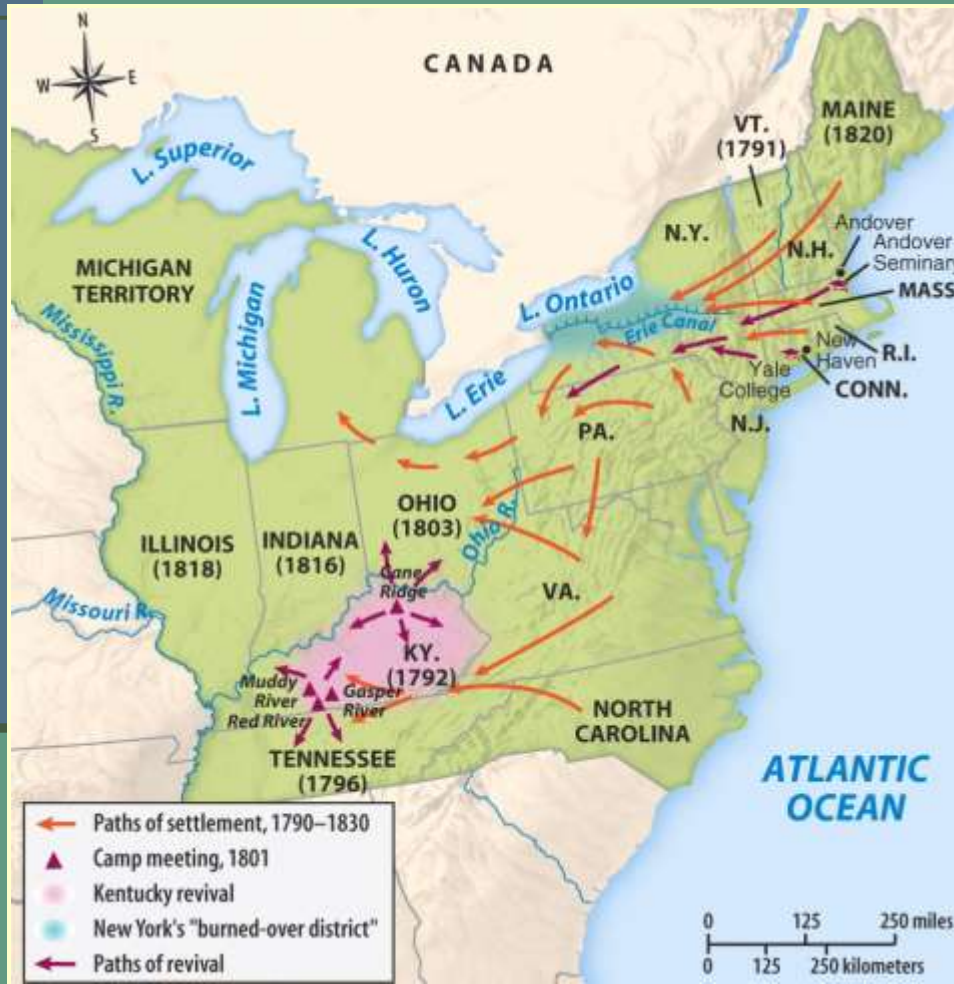 N
W
E
S
CANADA
L. Superior
MAINE
(1820)
VT.
(1791)
L. Huron
N.Y.
N.H.
Andover
Andover
Seminary
MICHIGAN
TERRITORY
L. Michigan
L. Ontario
MASS
Erie Canal
Mississippi R.
New
Haven
R.I.
Yale
College
CONN.
L. Erie
N.J.
PA.
OHIO
(1803)
Ohio R.
ILLINOIS
(1818)
INDIANA
(1816)
Cane
Ridge
VA.
Missouri R.
KY.
(1792)
Muddy
River
Red River
Gasper
River
NORTH
CAROLINA
TENNESSEE
(1796)
ATLANTIC
OCEAN
Paths of settlement, 1790–1830
Camp meeting, 1801
Kentucky revival
New York's "burned-over district"
Paths of revival
0 125 250 miles
0 125 250 kilometers